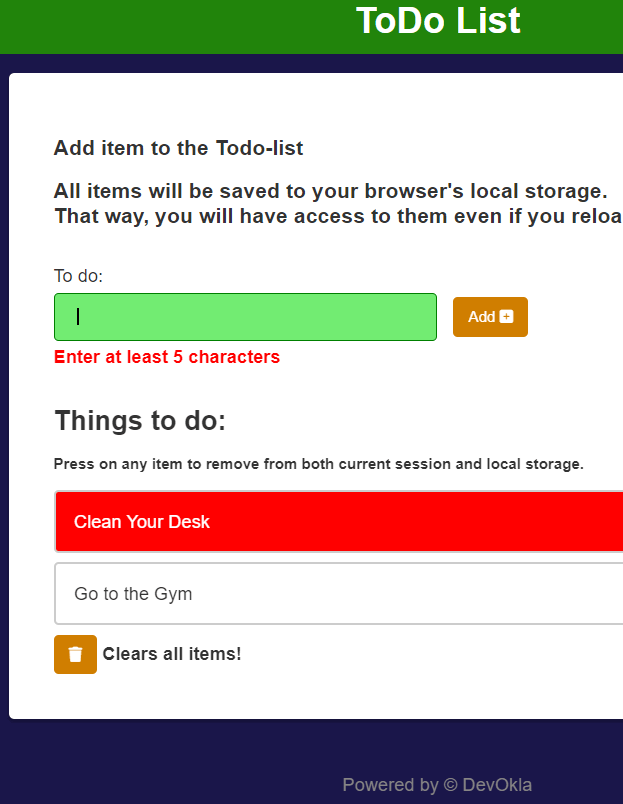 ToDo List
Add item to the Todo-list
All items will be saved to your browser's local storage.
That way, you will have access to them even if you reloa
To do:
Add
Enter at least 5 characters
Things to do:
Press on any item to remove from both current session and local storage.
Clean Your Desk
Go to the Gym
Clears all items!
Powered by © DevOkla